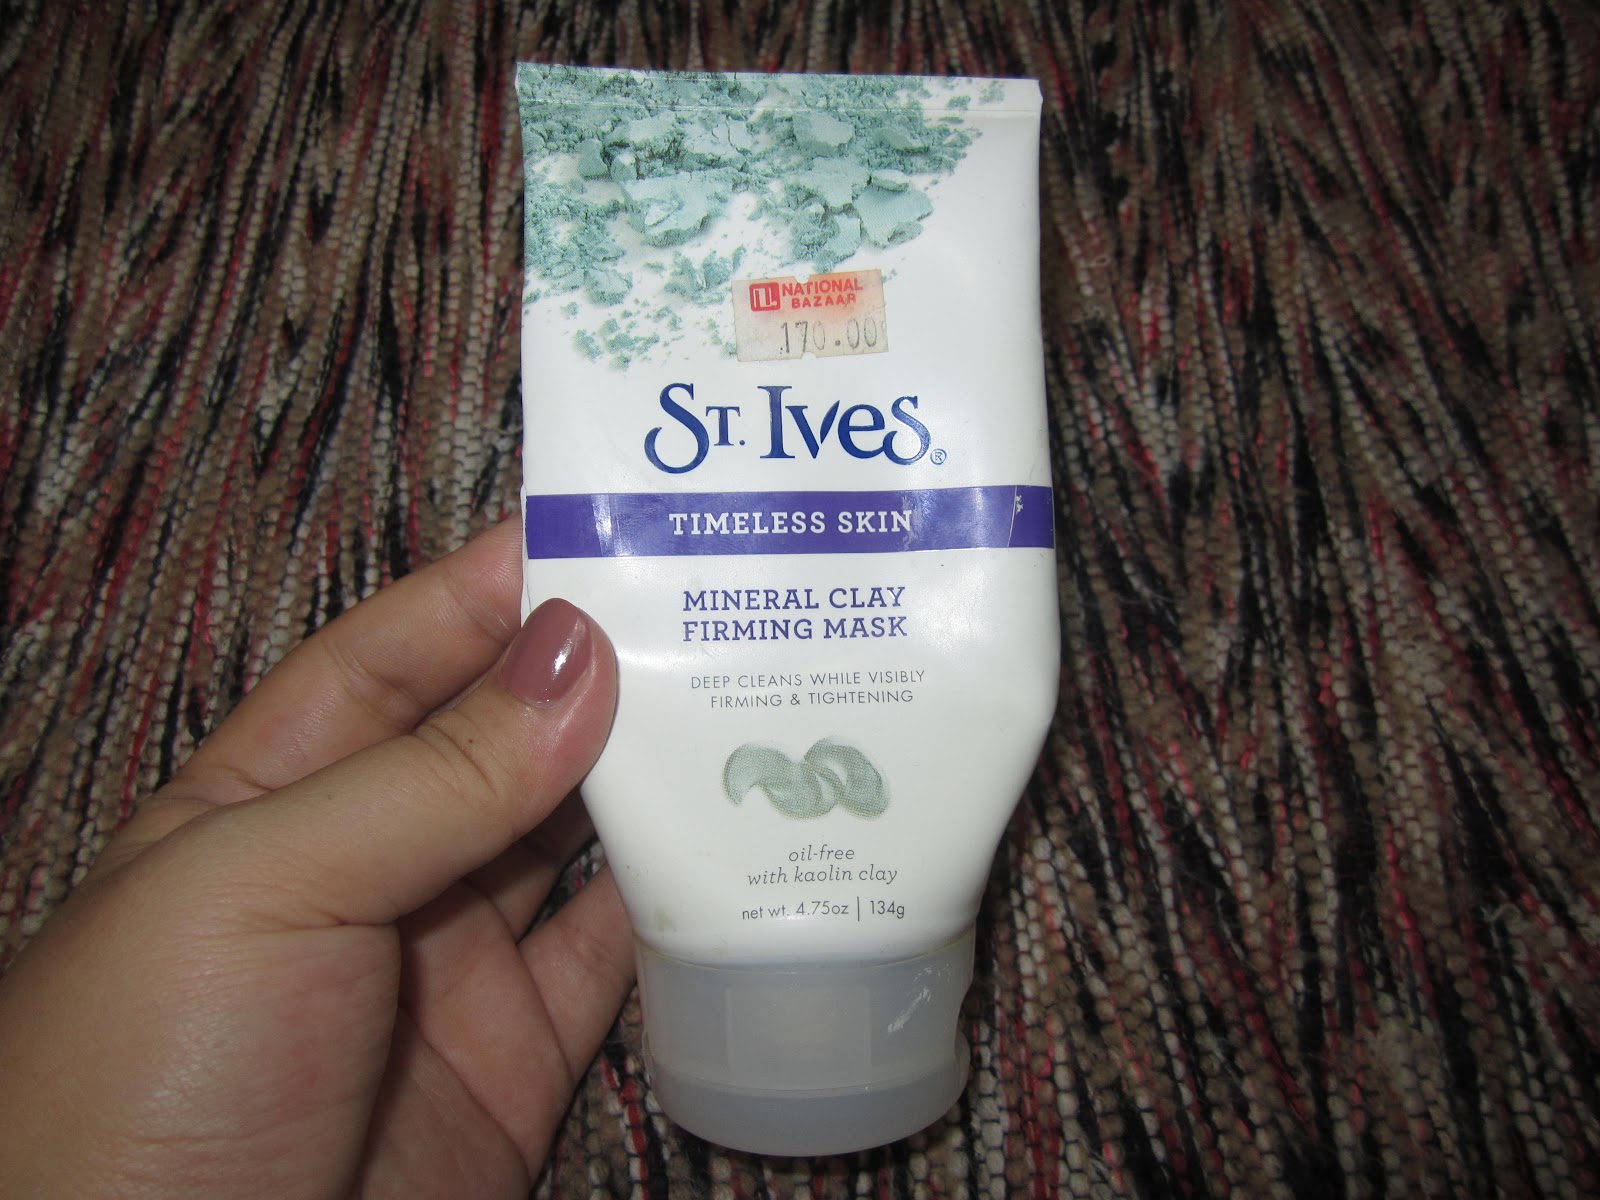 NATIONAL
BAZAAR
170.00
ST. IVES®
TIMELESS SKIN
MINERAL CLAY
FIRMING MASK
DEEP CLEANS WHILE VISIBLY
FIRMING & TIGHTENING
oil-free
with kaolin clay
net wt. 4.75oz | 134g